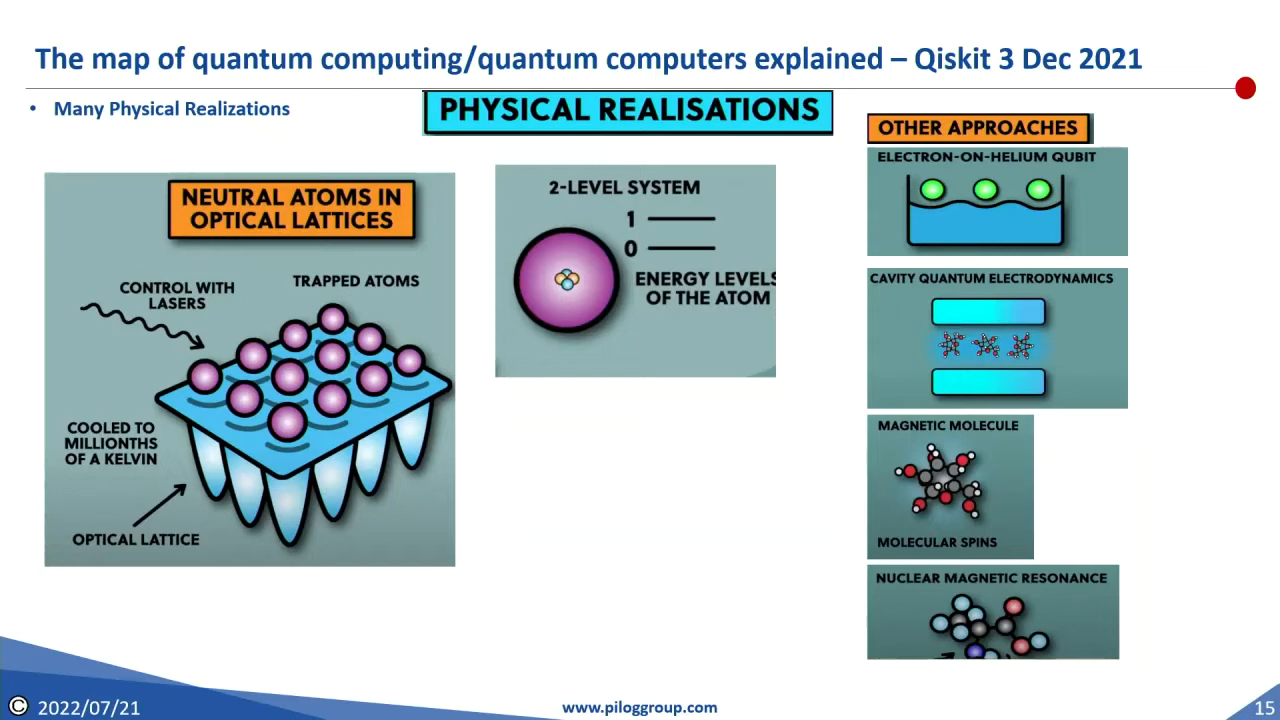 The map of quantum computing/quantum computers explained – Qiskit 3 Dec 2021
• Many Physical Realizations
PHYSICAL REALISATIONS
NEUTRAL ATOMS IN
OPTICAL LATTICES
CONTROL WITH
LASERS
TRAPPED ATOMS
COOLED TO
MILLIONTHS
OF A KELVIN
OPTICAL LATTICE
2-LEVEL SYSTEM
1
0
ENERGY LEVELS
OF THE ATOM
OTHER APPROACHES
ELECTRON-ON-HELIUM QUBIT
CAVITY QUANTUM ELECTRODYNAMICS
MAGNETIC MOLECULE
MOLECULAR SPINS
NUCLEAR MAGNETIC RESONANCE
© 2022/07/21
www.piloggroup.com
15